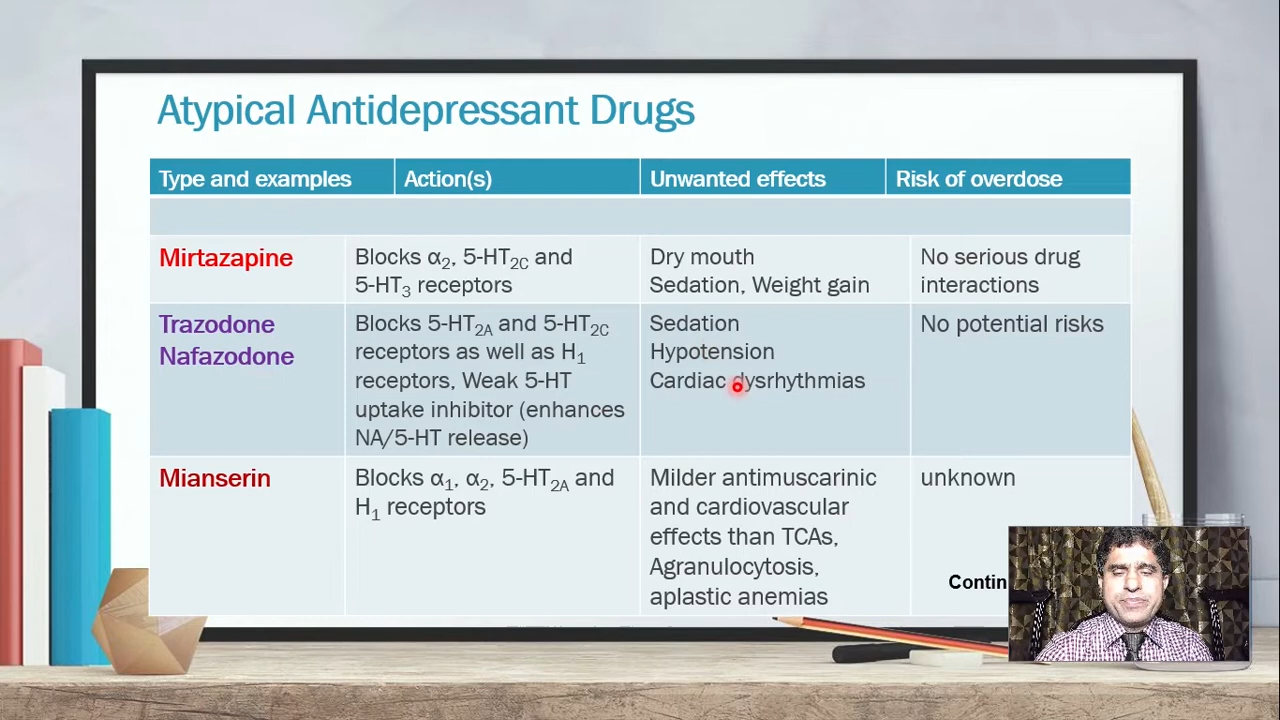 Atypical Antidepressant Drugs
Type and examples
Action(s)
Unwanted effects
Risk of overdose
Mirtazapine
Blocks α₂, 5-HT₂C and
5-HT₃ receptors
Dry mouth
Sedation, Weight gain
No serious drug
interactions
Trazodone
Nafazodone
Blocks 5-HT₂A and 5-HT₂C
receptors as well as H₁
receptors, Weak 5-HT
uptake inhibitor (enhances
NA/5-HT release)
Sedation
Hypotension
Cardiac dysrhythmias
No potential risks
Mianserin
Blocks α₁, α₂, 5-HT₂A and
H₁ receptors
Milder antimuscarinic
and cardiovascular
effects than TCAs,
Agranulocytosis,
aplastic anemias
unknown
Contin